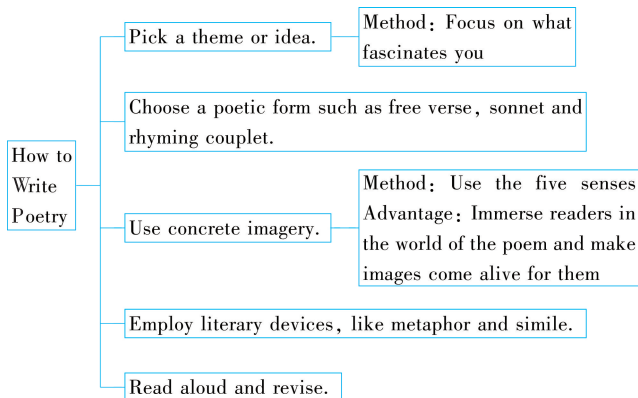 Pick a theme or idea.
Method: Focus on what
fascinates you
Choose a poetic form such as free verse, sonnet and
rhyming couplet.
How to
Write
Poetry
Use concrete imagery.
Method: Use the five senses
Advantage: Immerse readers in
the world of the poem and make
images come alive for them
Employ literary devices, like metaphor and simile.
Read aloud and revise.